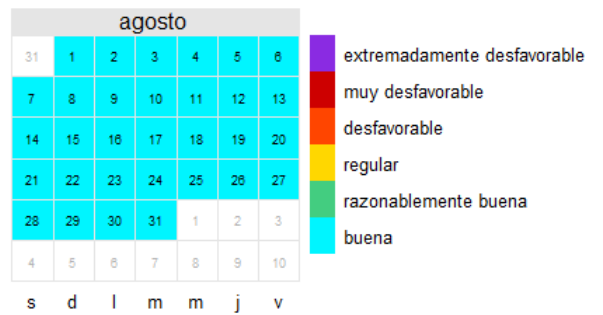 agosto
31 1 2 3 4 5 6
7 8 9 10 11 12 13
14 15 16 17 18 19 20
21 22 23 24 25 26 27
28 29 30 31 1 2 3
4 5 6 7 8 9 10
s d l m m j v
extremadamente desfavorable
muy desfavorable
desfavorable
regular
razonablemente buena
buena